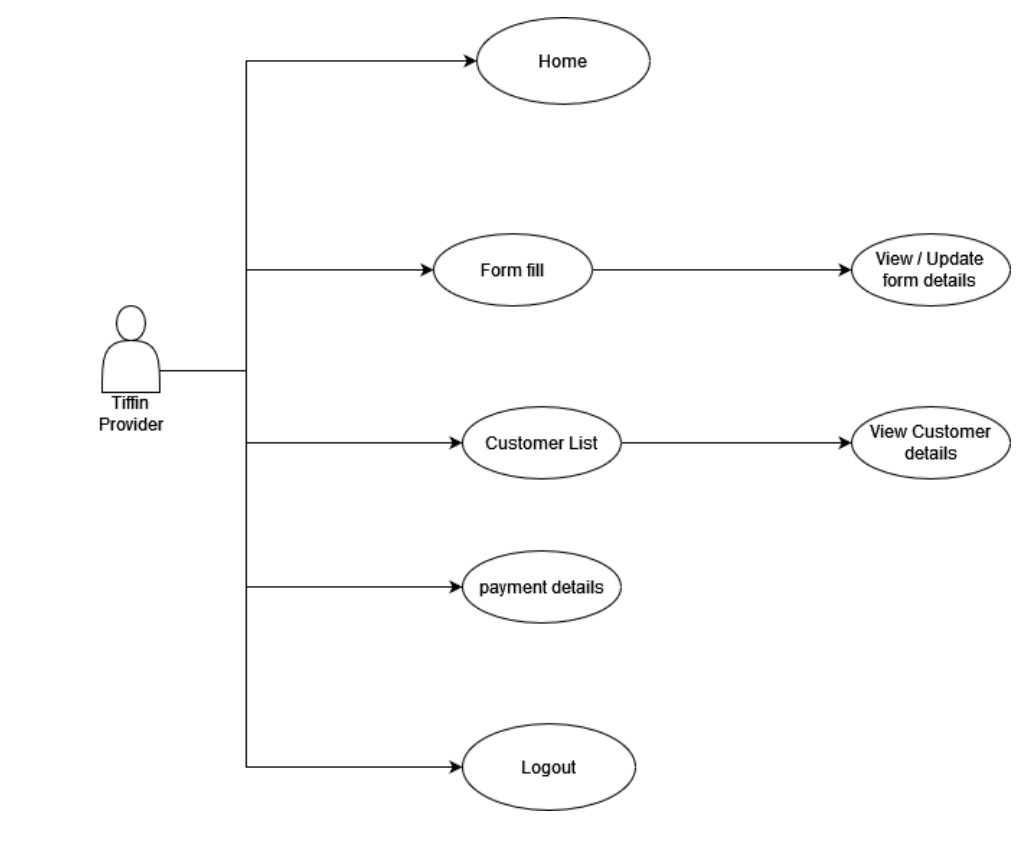 Home
Form fill
View / Update
form details
Tiffin
Provider
Customer List
View Customer
details
payment details
Logout